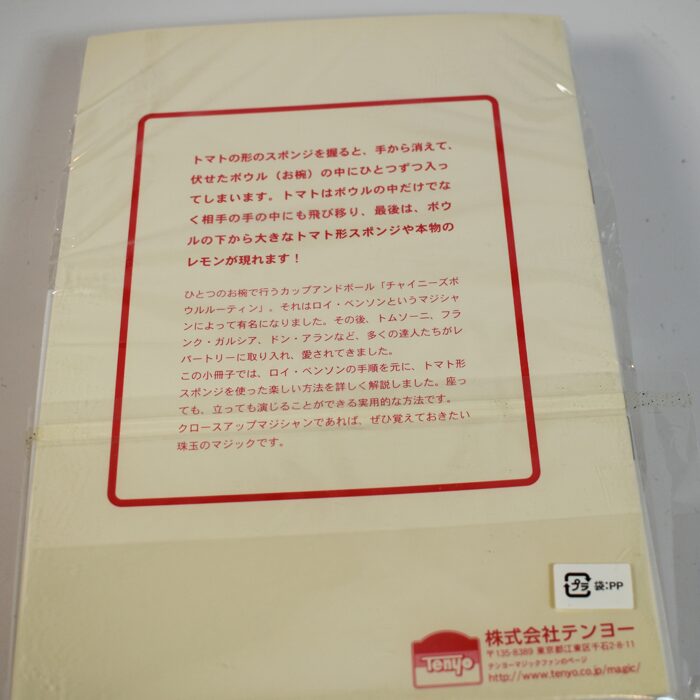 トマトの形のスポンジを握ると、手から消えて、
伏せたボウル（お椀）の中にひとつずつ入っ
てしまいます。トマトはボウルの中だけでな
く相手の手の中にも飛び移り、最後は、ボウ
ルの下から大きなトマト形スポンジや本物の
レモンが現れます！
ひとつのお椀で行うカップアンドボール「チャイニーズボ
ウルルーティン」。それはロイ・ベンソンというマジシャ
ンによって有名になりました。その後、トムソーニ、フラ
ンク・ガルシア、ドン・アランなど、多くの達人たちがレ
パートリーに取り入れ、愛されてきました。
この小冊子では、ロイ・ベンソンの手順を元に、トマト形
スポンジを使った楽しい方法を詳しく解説しました。座っ
ても、立っても演じることができる実用的な方法です。
クロースアップマジシャンであれば、ぜひ覚えておきたい
珠玉のマジックです。
プラ 袋:PP
Tenyo
株式会社テンヨー
〒135-8389 東京都江東区千石2-8-11
テンヨーマジックファンのページ
http://www.tenyo.co.jp/magic/